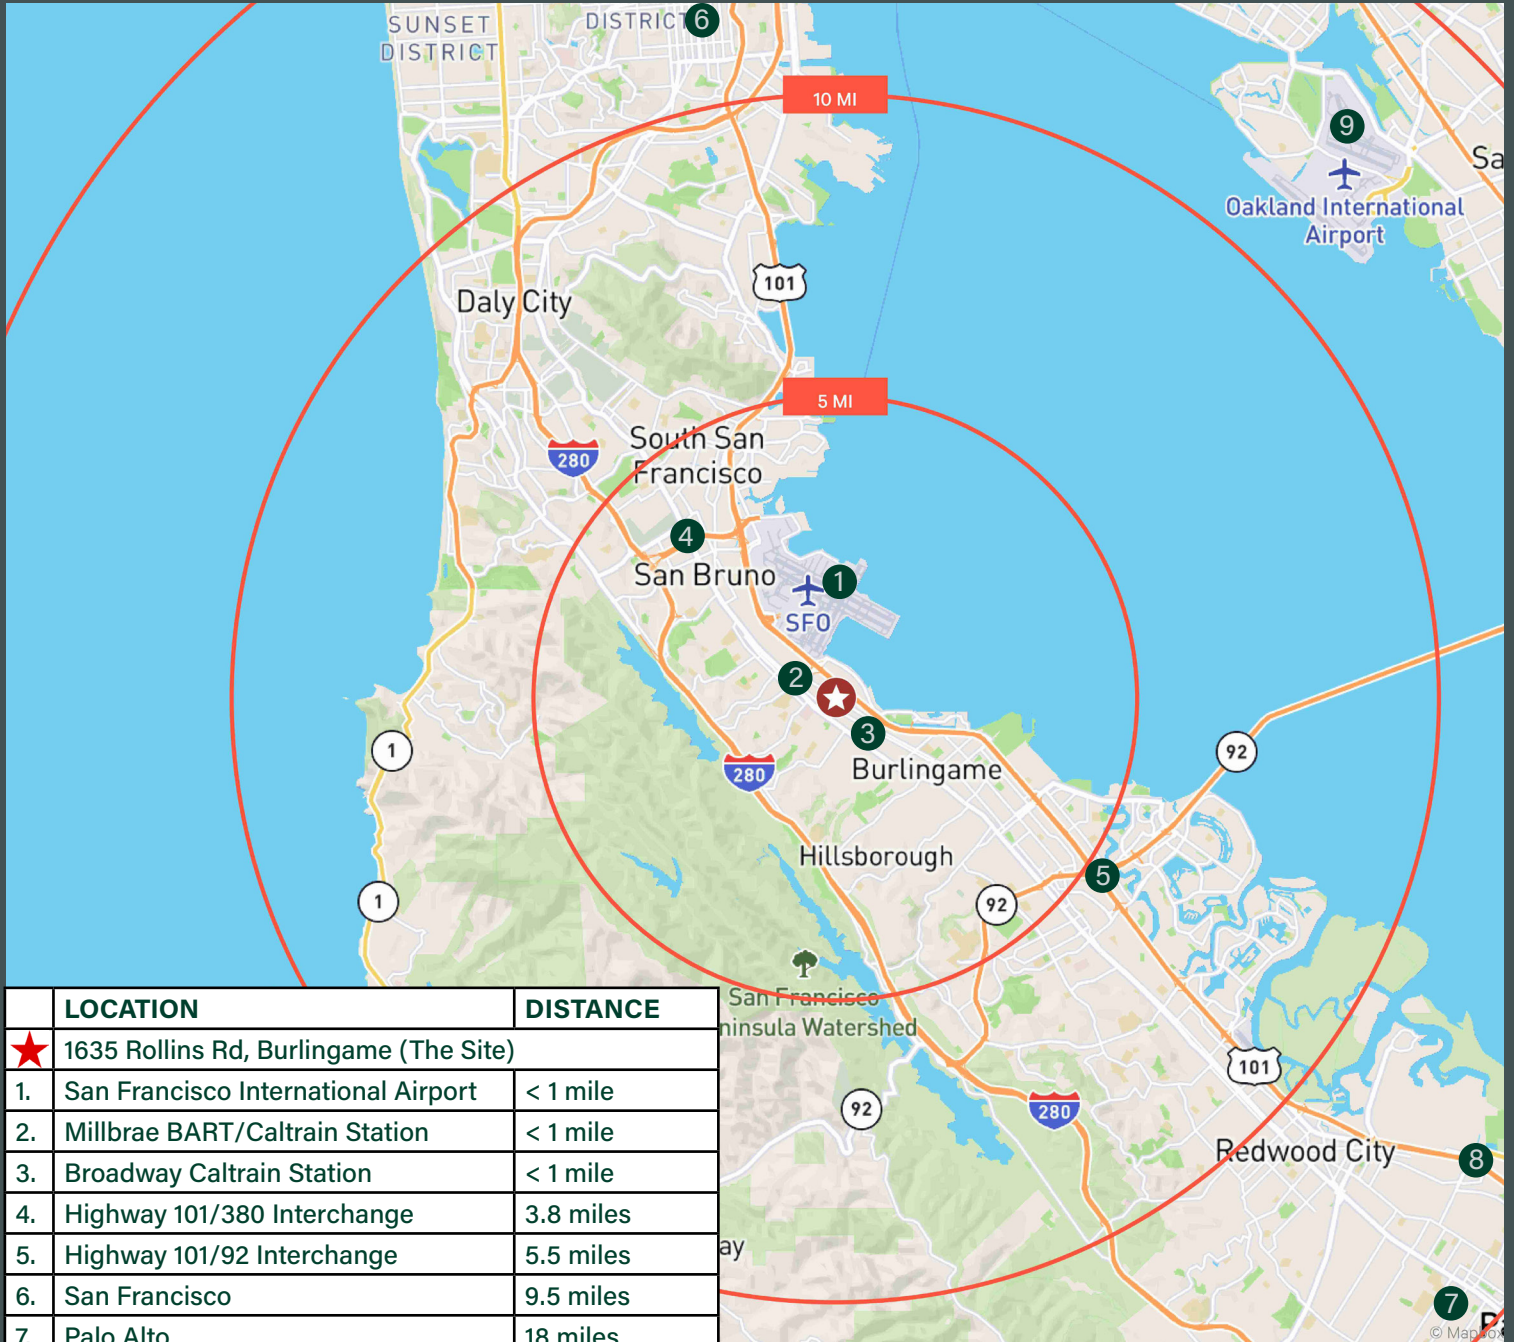 SUNSET
DISTRICT
DISTRICT
6
10 MI
9
Sa
Oakland International
Airport
101
Daly City
5 MI
South San
Francisco
280
4
San Bruno
1
SFO
2
3
1
280
Burlingame
92
Hillsborough
5
1
92
San Francisco
ninsula Watershed
101
92
280
Redwood City
8
ay
7
P
© Mapbox
LOCATION DISTANCE
1635 Rollins Rd, Burlingame (The Site)
1. San Francisco International Airport < 1 mile
2. Millbrae BART/Caltrain Station < 1 mile
3. Broadway Caltrain Station < 1 mile
4. Highway 101/380 Interchange 3.8 miles
5. Highway 101/92 Interchange 5.5 miles
6. San Francisco 9.5 miles
7. Palo Alto 18 miles